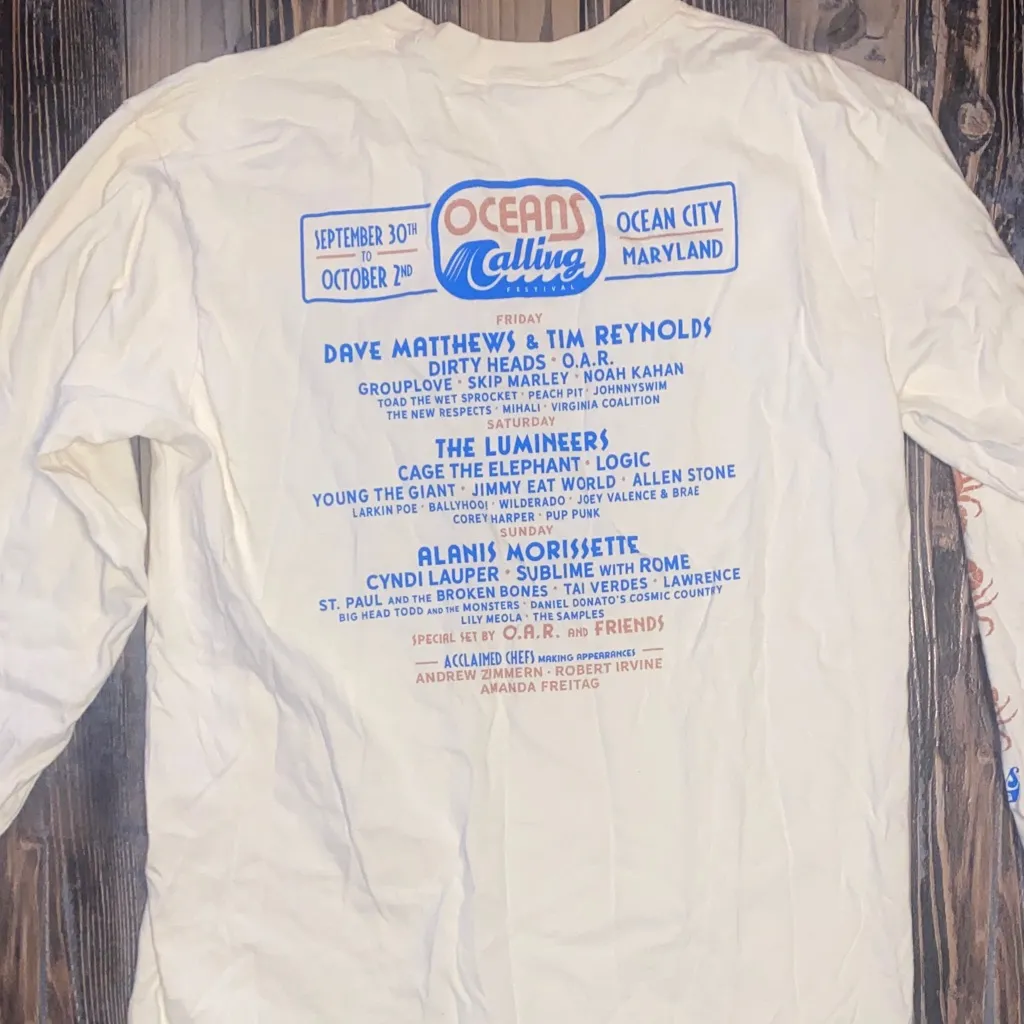 SEPTEMBER 30TH
TO
OCTOBER 2ND
OCEANS
Calling
FESTIVAL
OCEAN CITY
MARYLAND
FRIDAY
DAVE MATTHEWS & TIM REYNOLDS
DIRTY HEADS • O.A.R.
GROUPLOVE • SKIP MARLEY • NOAH KAHAN
TOAD THE WET SPROCKET • PEACH PIT • JOHNNYSWIM
THE NEW RESPECTS • MIHALI • VIRGINIA COALITION
SATURDAY
THE LUMINEERS
CAGE THE ELEPHANT • LOGIC
YOUNG THE GIANT • JIMMY EAT WORLD • ALLEN STONE
LARKIN POE • BALLYHOO! • WILDERADO • JOEY VALENCE & BRAE
COREY HARPER • PUP PUNK
SUNDAY
ALANIS MORISSETTE
CYNDI LAUPER • SUBLIME WITH ROME
ST. PAUL AND THE BROKEN BONES • TAI VERDES • LAWRENCE
BIG HEAD TODD AND THE MONSTERS • DANIEL DONATO'S COSMIC COUNTRY
LILY MEOLA • THE SAMPLES
SPECIAL SET BY O.A.R. AND FRIENDS
ACCLAIMED CHEFS MAKING APPEARANCES
ANDREW ZIMMERN • ROBERT IRVINE
AMANDA FREITAG